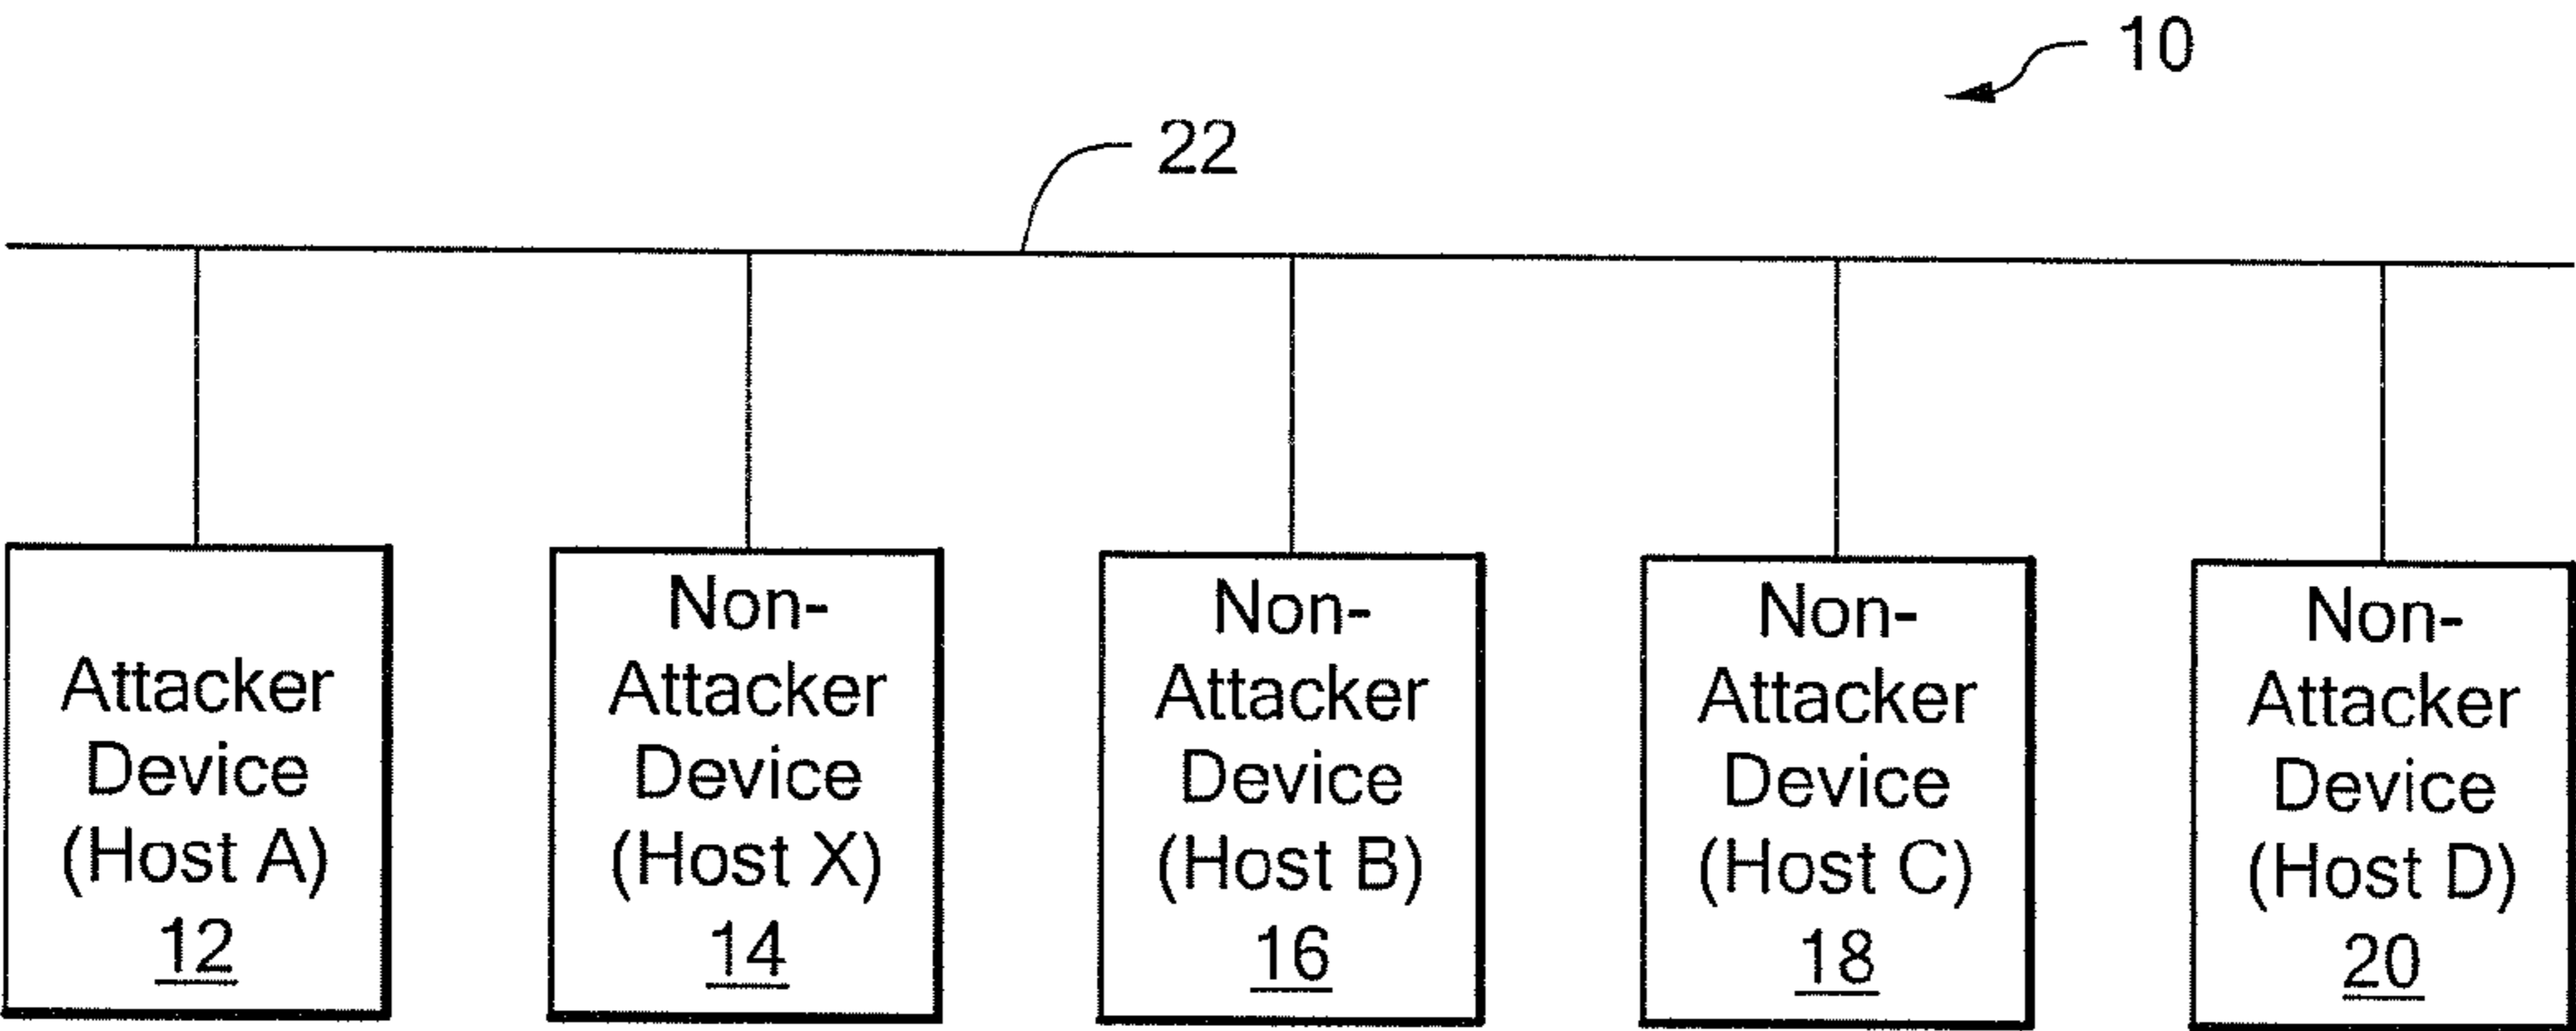 10
22
Attacker
Device
(Host A)
12
Non-
Attacker
Device
(Host X)
14
Non-
Attacker
Device
(Host B)
16
Non-
Attacker
Device
(Host C)
18
Non-
Attacker
Device
(Host D)
20